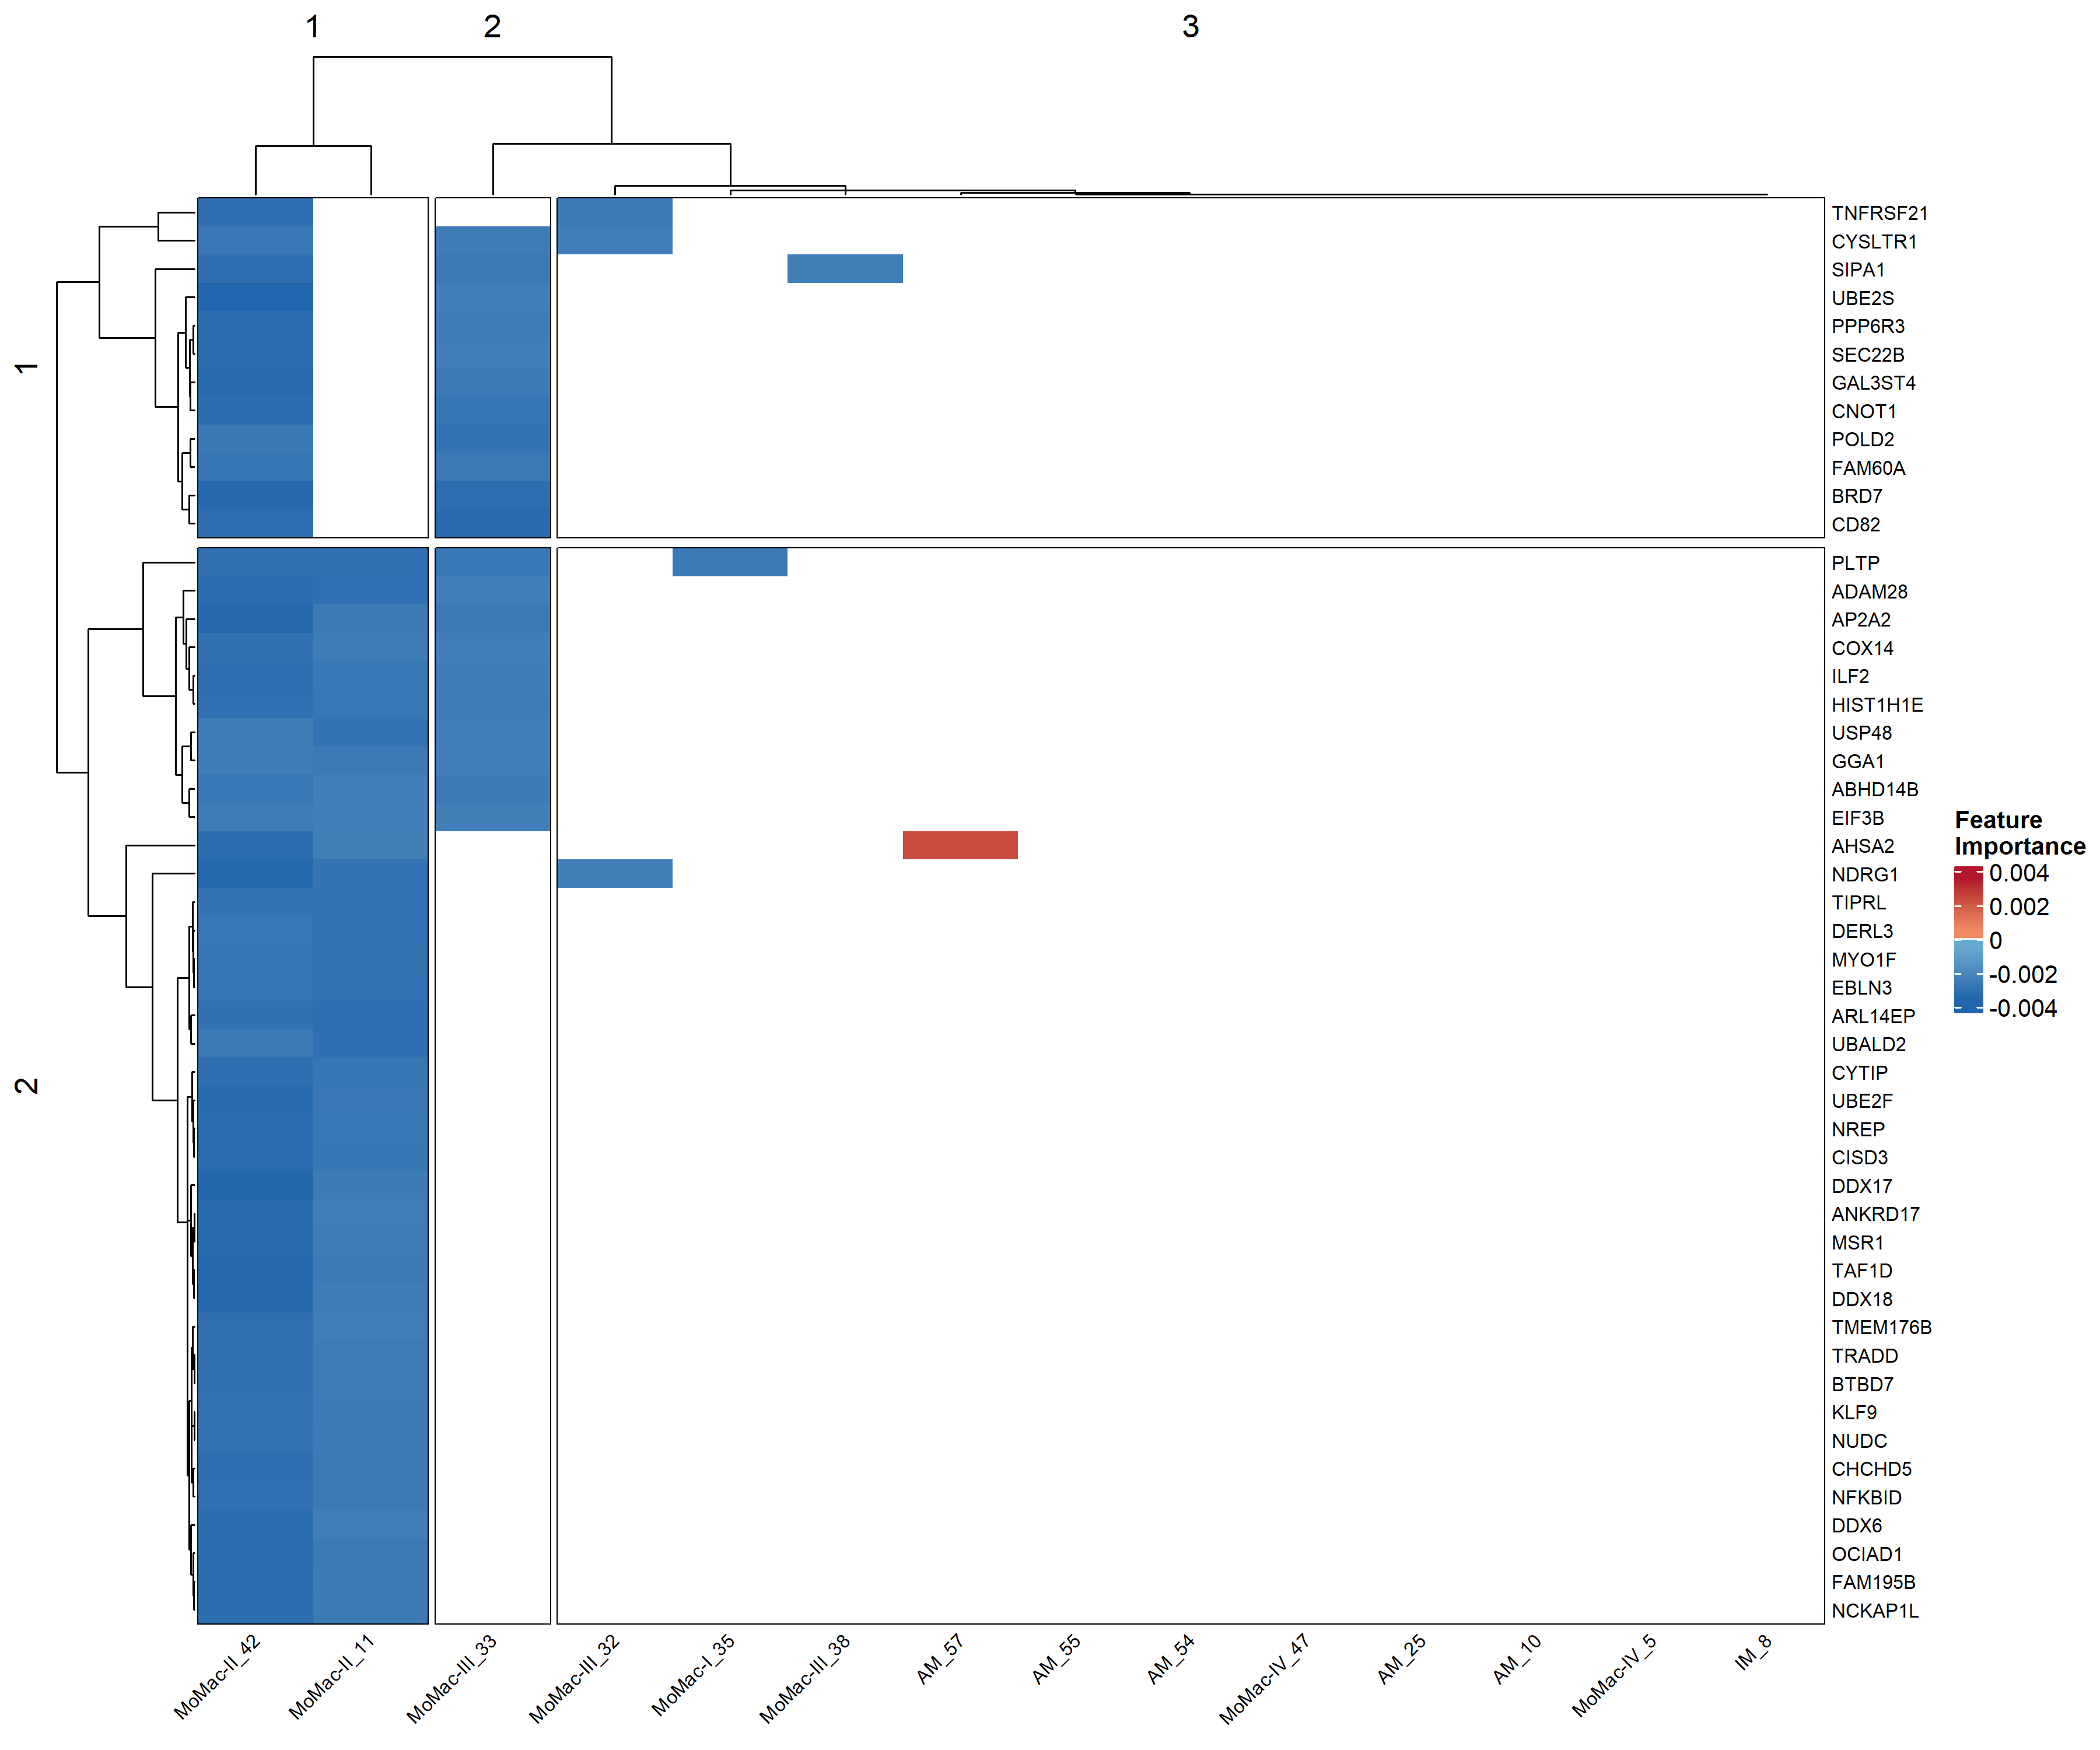 1
2
3
1
TNFRSF21
CYSLTR1
SIPA1
UBE2S
PPP6R3
SEC22B
GAL3ST4
CNOT1
POLD2
FAM60A
BRD7
CD82
2
PLTP
ADAM28
AP2A2
COX14
ILF2
HIST1H1E
USP48
GGA1
ABHD14B
EIF3B
AHSA2
NDRG1
TIPRL
DERL3
MYO1F
EBLN3
ARL14EP
UBALD2
CYTIP
UBE2F
NREP
CISD3
DDX17
ANKRD17
MSR1
TAF1D
DDX18
TMEM176B
TRADD
BTBD7
KLF9
NUDC
CHCHD5
NFKBID
DDX6
OCIAD1
FAM195B
NCKAP1L
Feature
Importance
0.004
0.002
0
-0.002
-0.004
MoMac-II_42
MoMac-II_11
MoMac-III_33
MoMac-III_32
MoMac-I_35
MoMac-III_38
AM_57
AM_55
AM_54
MoMac-IV_47
AM_25
AM_10
MoMac-IV_5
IM_8